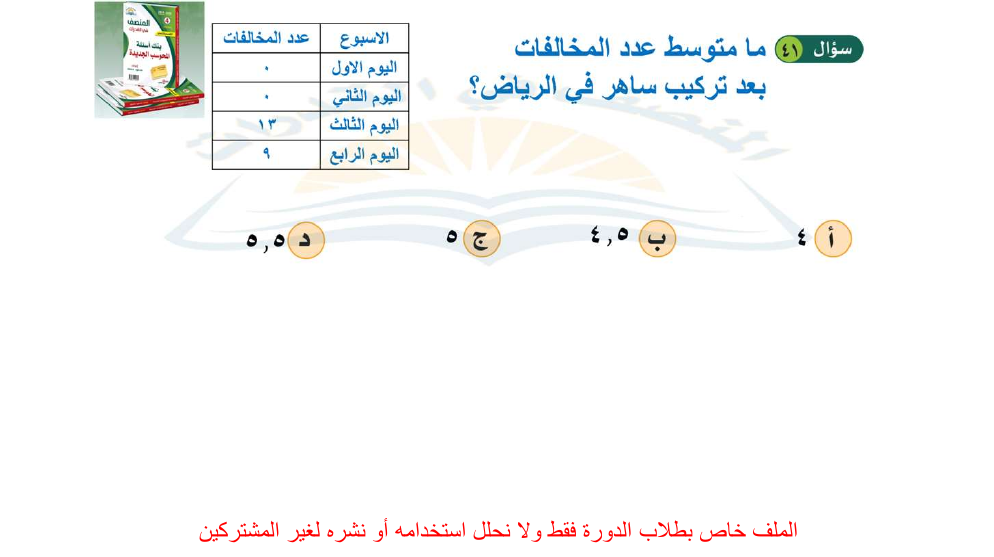 سؤال ٤١ ما متوسط عدد المخالفات
بعد تركيب ساهر في الرياض؟
الاسبوع عدد المخالفات
اليوم الاول ٠
اليوم الثاني ٠
اليوم الثالث ١٣
اليوم الرابع ٩
المنصف
بنك أسئلة
المحوسب الجديدة
أ ٤ ب ٤,٥ ج ٥ د ٥,٥
الملف خاص بطلاب الدورة فقط ولا نحلل استخدامه أو نشره لغير المشتركين